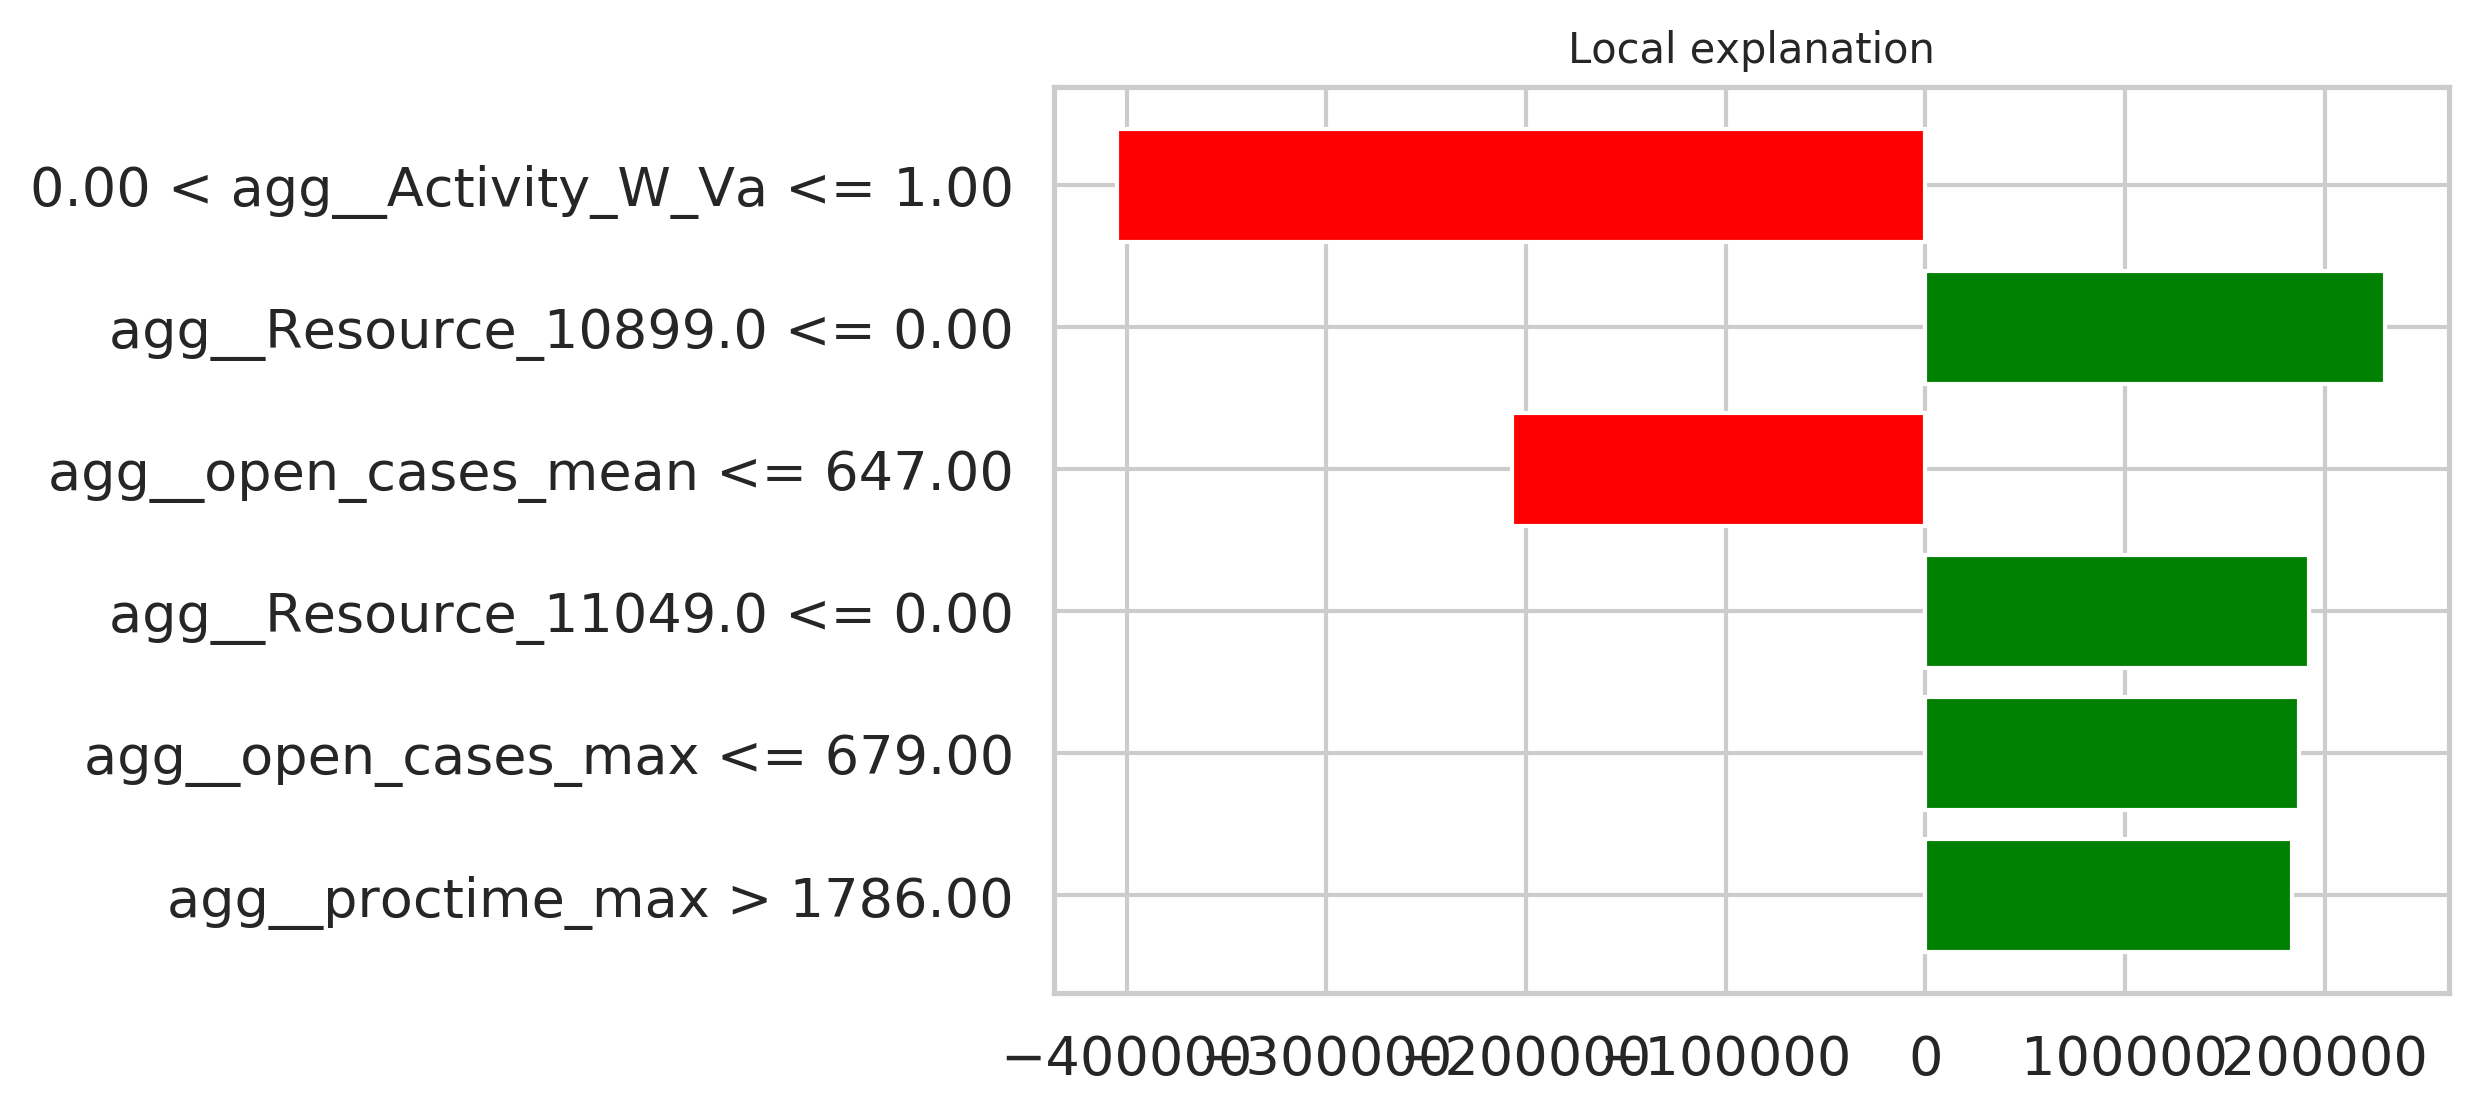 Local explanation
0.00 < agg__Activity_W_Va <= 1.00
agg__Resource_10899.0 <= 0.00
agg__open_cases_mean <= 647.00
agg__Resource_11049.0 <= 0.00
agg__open_cases_max <= 679.00
agg__proctime_max > 1786.00
−400000 −300000 −200000 −100000 0 100000 200000